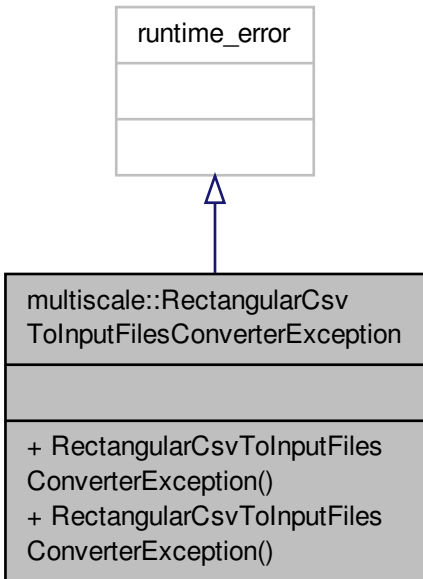 runtime_error
multiscale::RectangularCsv
ToInputFilesConverterException
+ RectangularCsvToInputFiles
ConverterException()
+ RectangularCsvToInputFiles
ConverterException()